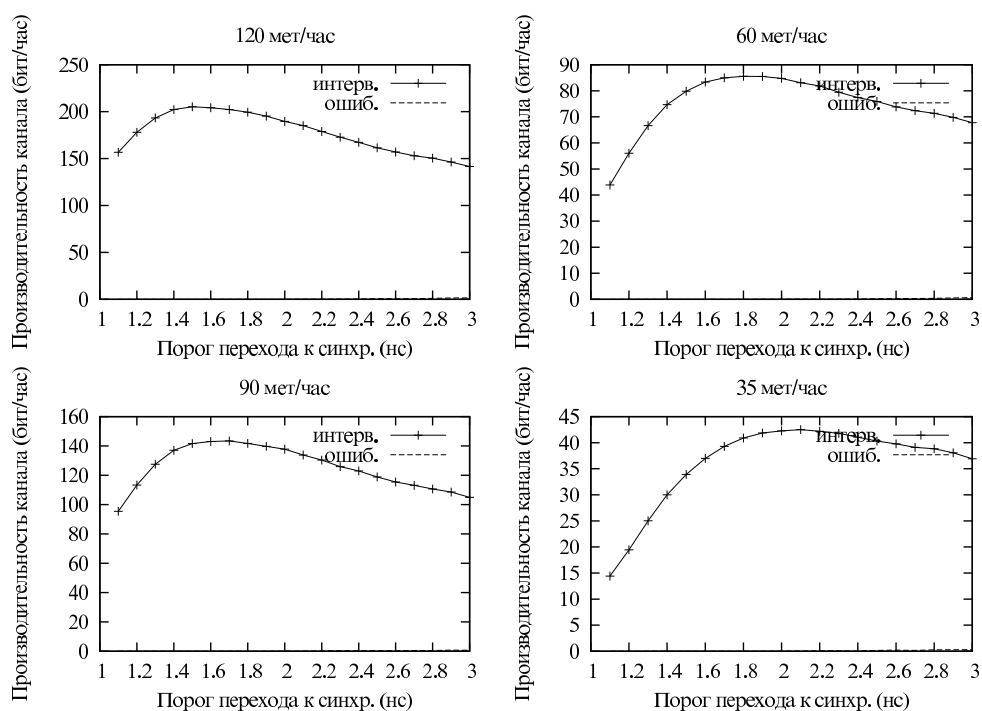 120 мет/час
Производительность канала (бит/час)
250
200
150
100
50
0
интерв.
ошиб.
1 1.2 1.4 1.6 1.8 2 2.2 2.4 2.6 2.8 3
Порог перехода к синхр. (нс)
60 мет/час
Производительность канала (бит/час)
90
80
70
60
50
40
30
20
10
0
интерв.
ошиб.
1 1.2 1.4 1.6 1.8 2 2.2 2.4 2.6 2.8 3
Порог перехода к синхр. (нс)
90 мет/час
Производительность канала (бит/час)
160
140
120
100
80
60
40
20
0
интерв.
ошиб.
1 1.2 1.4 1.6 1.8 2 2.2 2.4 2.6 2.8 3
Порог перехода к синхр. (нс)
35 мет/час
Производительность канала (бит/час)
45
40
35
30
25
20
15
10
5
0
интерв.
ошиб.
1 1.2 1.4 1.6 1.8 2 2.2 2.4 2.6 2.8 3
Порог перехода к синхр. (нс)